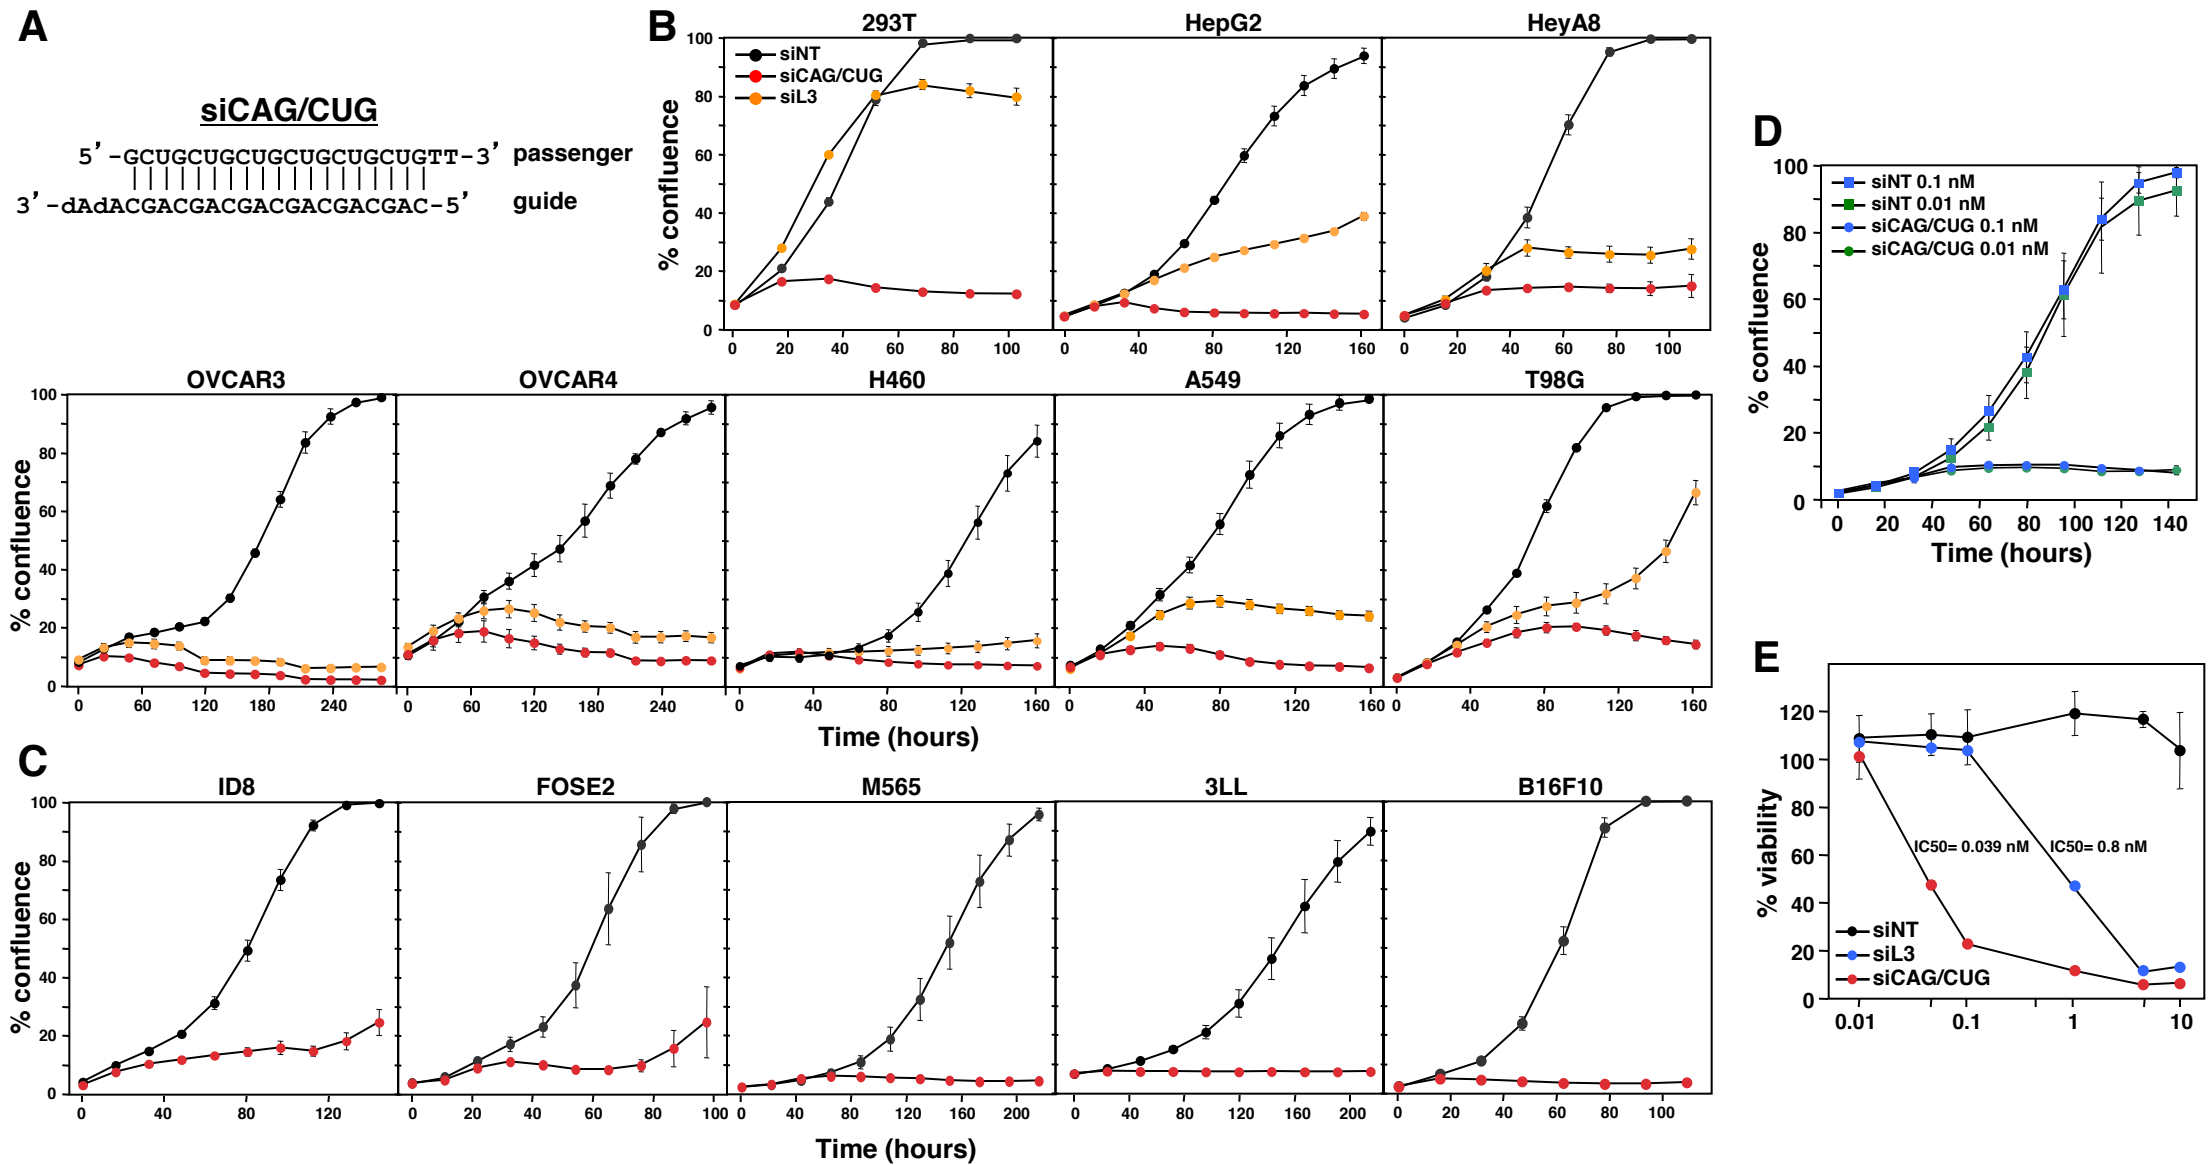 A
siCAG/CUG
5’-GCUGCUGCUGCUGCUGCUGTT-3’ passenger
3’-dAdACGACGACGACGACGACGAC-5’ guide
B
293T HepG2 HeyA8
siNT
siCAG/CUG
siL3
% confluence
100
80
60
40
20
0
0 20 40 60 80 100
0 40 80 120 160
0 20 40 60 80 100
OVCAR3 OVCAR4 H460 A549 T98G
% confluence
100
80
60
40
20
0
0 60 120 180 240
0 60 120 180 240
0 40 80 120 160
0 40 80 120 160
0 40 80 120 160
Time (hours)
C
ID8 FOSE2 M565 3LL B16F10
% confluence
100
80
60
40
20
0
0 40 80 120
0 20 40 60 80 100
0 40 80 120 160 200
0 40 80 120 160 200
0 20 40 60 80 100
Time (hours)
D
siNT 0.1 nM
siNT 0.01 nM
siCAG/CUG 0.1 nM
siCAG/CUG 0.01 nM
% confluence
100
80
60
40
20
0
0 20 40 60 80 100 120 140
Time (hours)
E
% viability
120
100
80
60
40
20
0
IC50= 0.039 nM IC50= 0.8 nM
siNT
siL3
siCAG/CUG
0.01 0.1 1 10